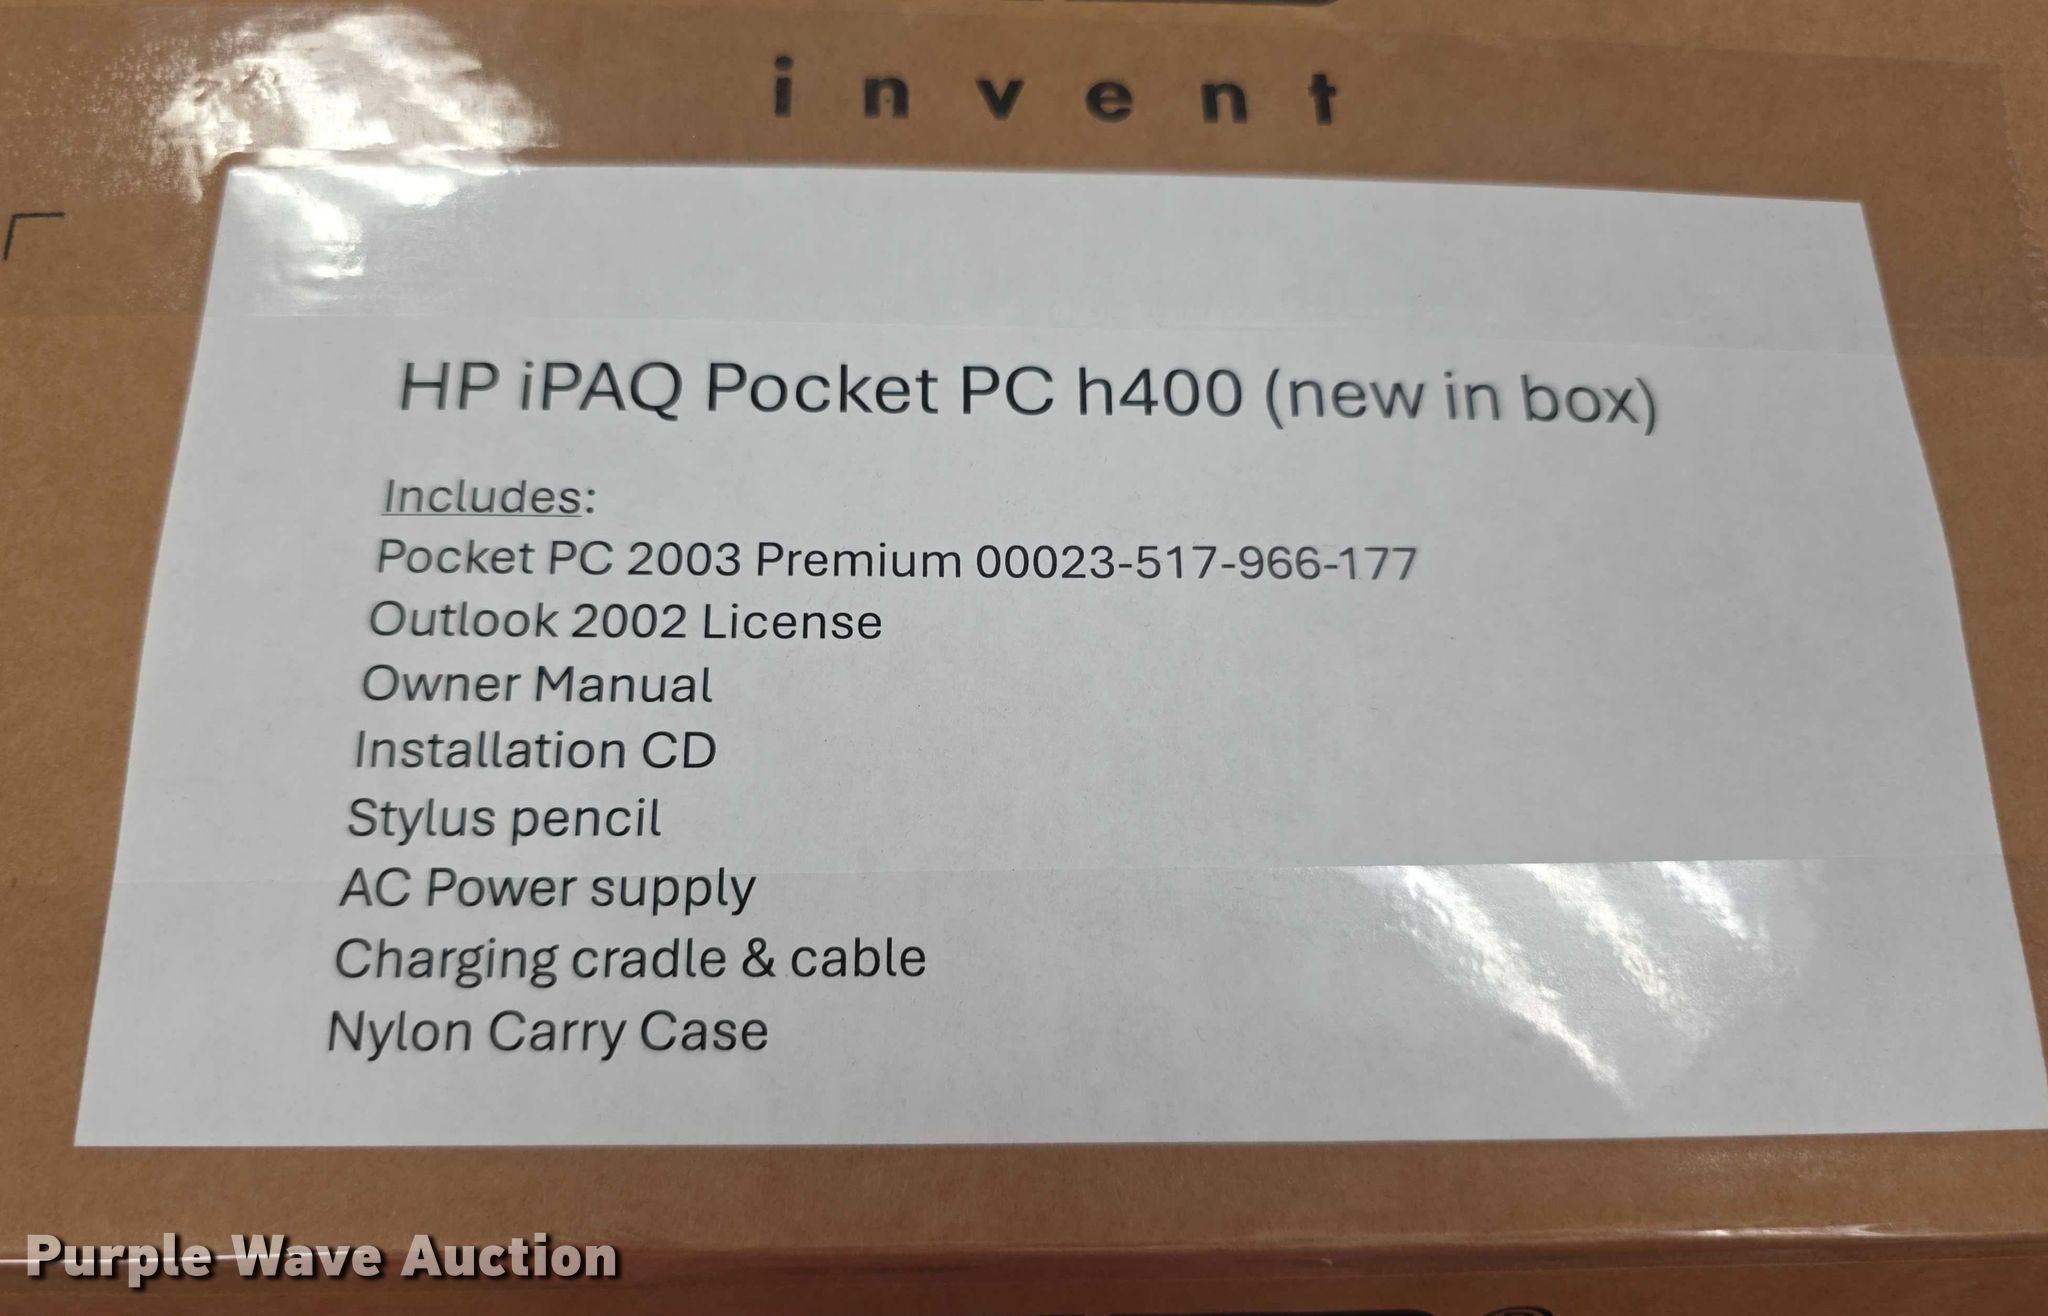 invent
HP iPAQ Pocket PC h400 (new in box)
Includes:
Pocket PC 2003 Premium 00023-517-966-177
Outlook 2002 License
Owner Manual
Installation CD
Stylus pencil
AC Power supply
Charging cradle & cable
Nylon Carry Case
Purple Wave Auction